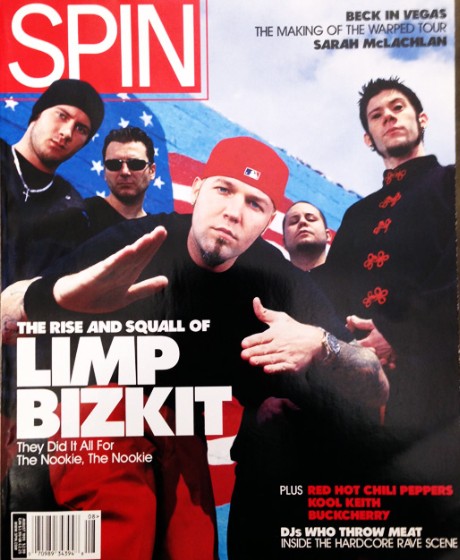 SPIN
BECK IN VEGAS
THE MAKING OF THE WARPED TOUR
SARAH McLACHLAN
THE RISE AND SQUALL OF
LIMP
BIZKIT
They Did It All For
The Nookie, The Nookie
PLUS RED HOT CHILI PEPPERS
KOOL KEITH
BUCKCHERRY
DJs WHO THROW MEAT
INSIDE THE HARDCORE RAVE SCENE
08>